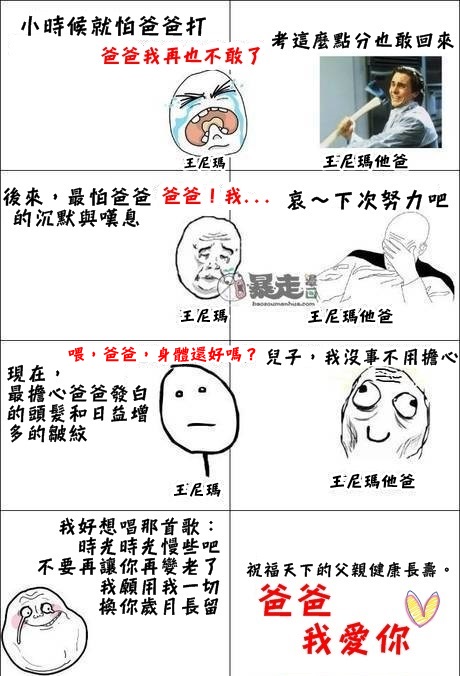 小時候就怕爸爸打
爸爸我再也不敢了
王尼瑪
考這麼點分也敢回來
王尼瑪他爸
後來，最怕爸爸
的沉默與嘆息
爸爸！我...
王尼瑪
哀～下次努力吧
王尼瑪他爸
暴走漫画
baozoumanhua.com
喂，爸爸，身體還好嗎？
現在，
最擔心爸爸發白
的頭髮和日益增
多的皺紋
王尼瑪
兒子，我沒事不用擔心
王尼瑪他爸
我好想唱那首歌：
時光時光慢些吧
不要再讓你再變老了
我願用我一切
換你歲月長留
祝福天下的父親健康長壽。
爸爸
我愛你